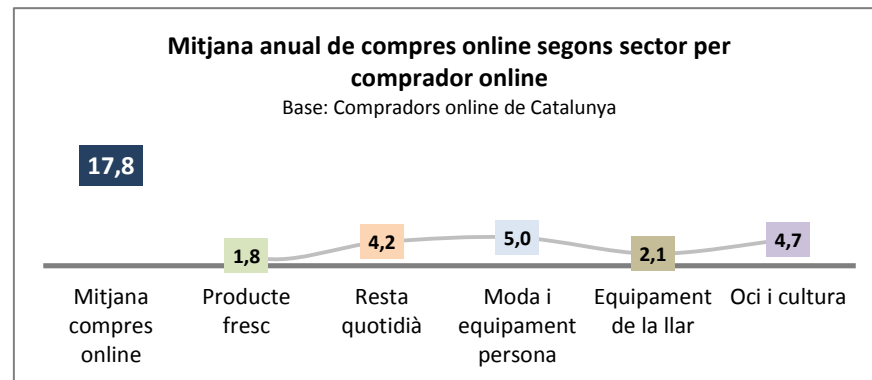 Mitjana anual de compres online segons sector per
comprador online
Base: Compradors online de Catalunya
17,8
1,8
4,2
5,0
2,1
4,7
Mitjana
compres
online
Producte
fresc
Resta
quotidià
Moda i
equipament
persona
Equipament
de la llar
Oci i cultura